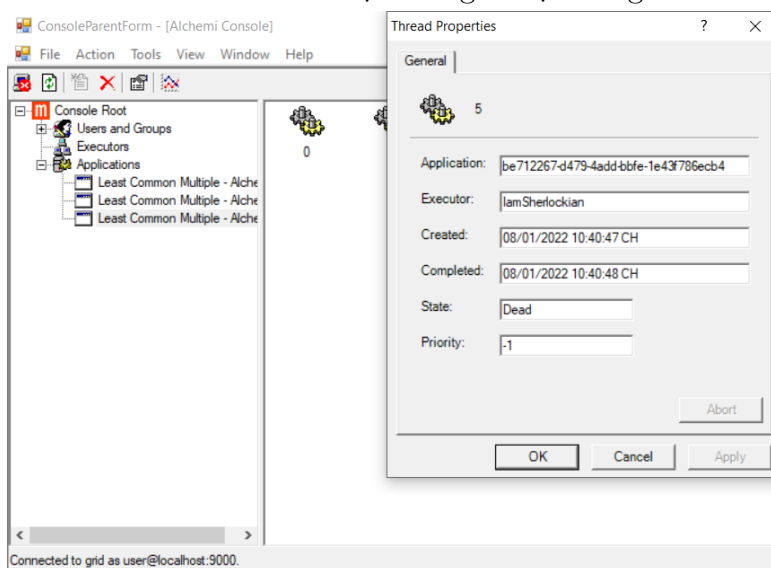 ConsoleParentForm - [Alchemi Console]
File Action Tools View Window Help
Console Root
Users and Groups
Executors
Applications
Least Common Multiple - Alche
Least Common Multiple - Alche
Least Common Multiple - Alche
0
Connected to grid as user@localhost:9000.
Thread Properties
General
5
Application: be712267-d479-4add-bbfe-1e43f786ecb4
Executor: IamSherlockian
Created: 08/01/2022 10:40:47 CH
Completed: 08/01/2022 10:40:48 CH
State: Dead
Priority: -1
Abort
OK Cancel Apply